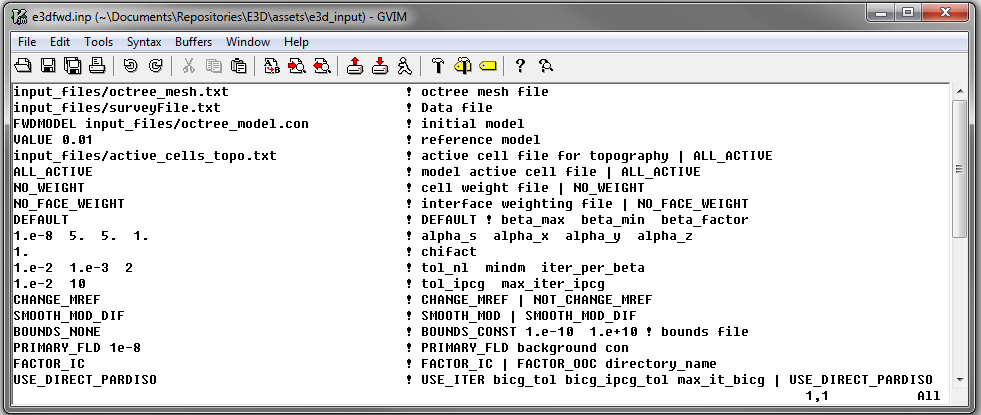 e3dfwd.inp (~\Documents\Repositories\E3D\assets\e3d_input) - GVIM
File Edit Tools Syntax Buffers Window Help
input_files/octree_mesh.txt ! octree mesh file
input_files/surveyFile.txt ! Data file
FWDMODEL input_files/octree_model.con ! initial model
VALUE 0.01 ! reference model
input_files/active_cells_topo.txt ! active cell file for topography | ALL_ACTIVE
ALL_ACTIVE ! model active cell file | ALL_ACTIVE
NO_WEIGHT ! cell weight file | NO_WEIGHT
NO_FACE_WEIGHT ! interface weighting file | NO_FACE_WEIGHT
DEFAULT ! DEFAULT ! beta_max beta_min beta_factor
1.e-8 5. 5. 1. ! alpha_s alpha_x alpha_y alpha_z
1. ! chifact
1.e-2 1.e-3 2 ! tol_nl mindm iter_per_beta
1.e-2 10 ! tol_ipcg max_iter_ipcg
CHANGE_MREF ! CHANGE_MREF | NOT_CHANGE_MREF
SMOOTH_MOD_DIF ! SMOOTH_MOD | SMOOTH_MOD_DIF
BOUNDS_NONE ! BOUNDS_CONST 1.e-10 1.e+10 ! bounds file
PRIMARY_FLD 1e-8 ! PRIMARY_FLD background con
FACTOR_IC ! FACTOR_IC | FACTOR_OOC directory_name
USE_DIRECT_PARDISO ! USE_ITER bicg_tol bicg_ipcg_tol max_it_bicg | USE_DIRECT_PARDISO
1,1 All